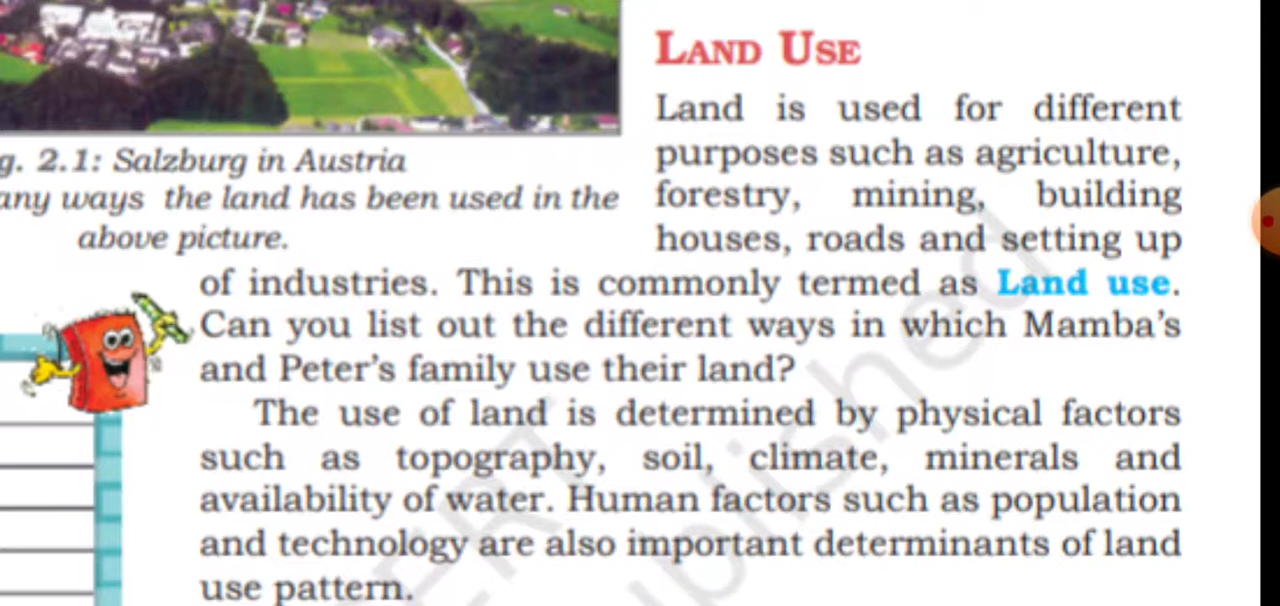 LAND USE
Land is used for different
purposes such as agriculture,
forestry, mining, building
houses, roads and setting up
g. 2.1: Salzburg in Austria
any ways the land has been used in the
above picture.
of industries. This is commonly termed as Land use.
Can you list out the different ways in which Mamba's
and Peter's family use their land?
The use of land is determined by physical factors
such as topography, soil, climate, minerals and
availability of water. Human factors such as population
and technology are also important determinants of land
use pattern.